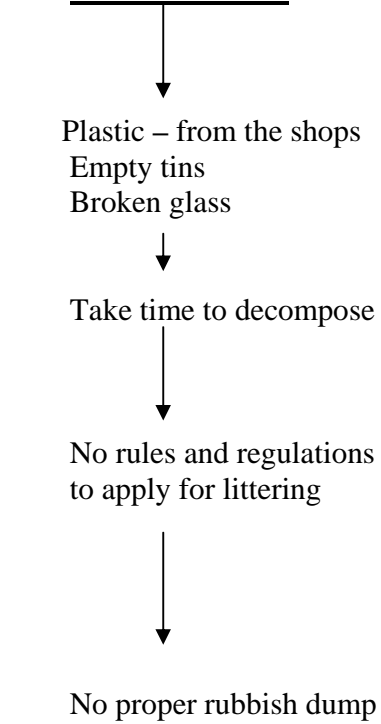 Plastic – from the shops
Empty tins
Broken glass
Take time to decompose
No rules and regulations
to apply for littering
No proper rubbish dump